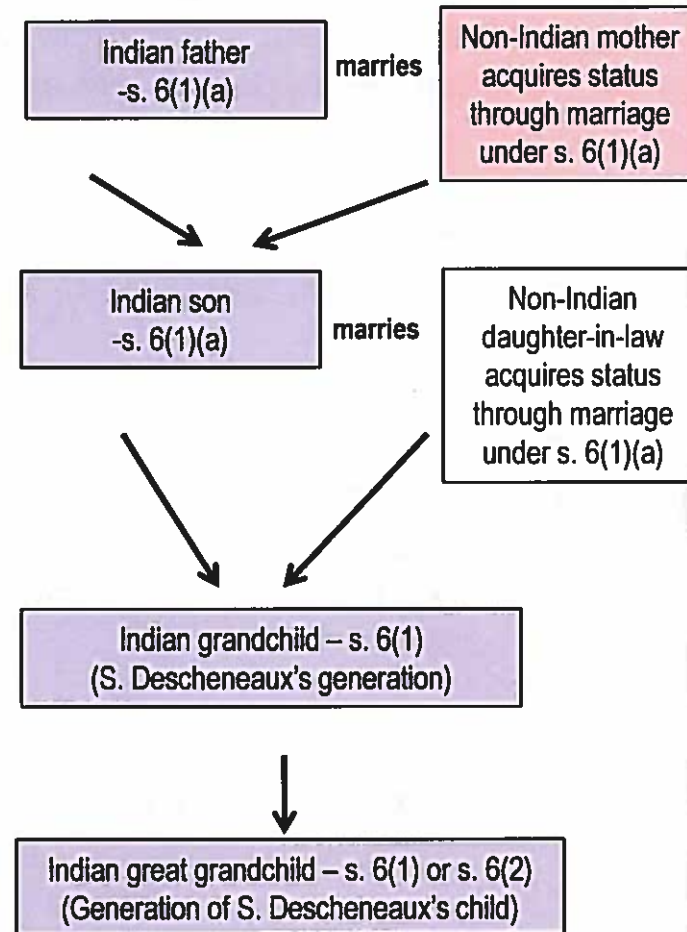 Indian father
-s. 6(1)(a)
marries
Non-Indian mother
acquires status
through marriage
under s. 6(1)(a)
Indian son
-s. 6(1)(a)
marries
Non-Indian
daughter-in-law
acquires status
through marriage
under s. 6(1)(a)
Indian grandchild – s. 6(1)
(S. Descheneaux's generation)
Indian great grandchild – s. 6(1) or s. 6(2)
(Generation of S. Descheneaux's child)